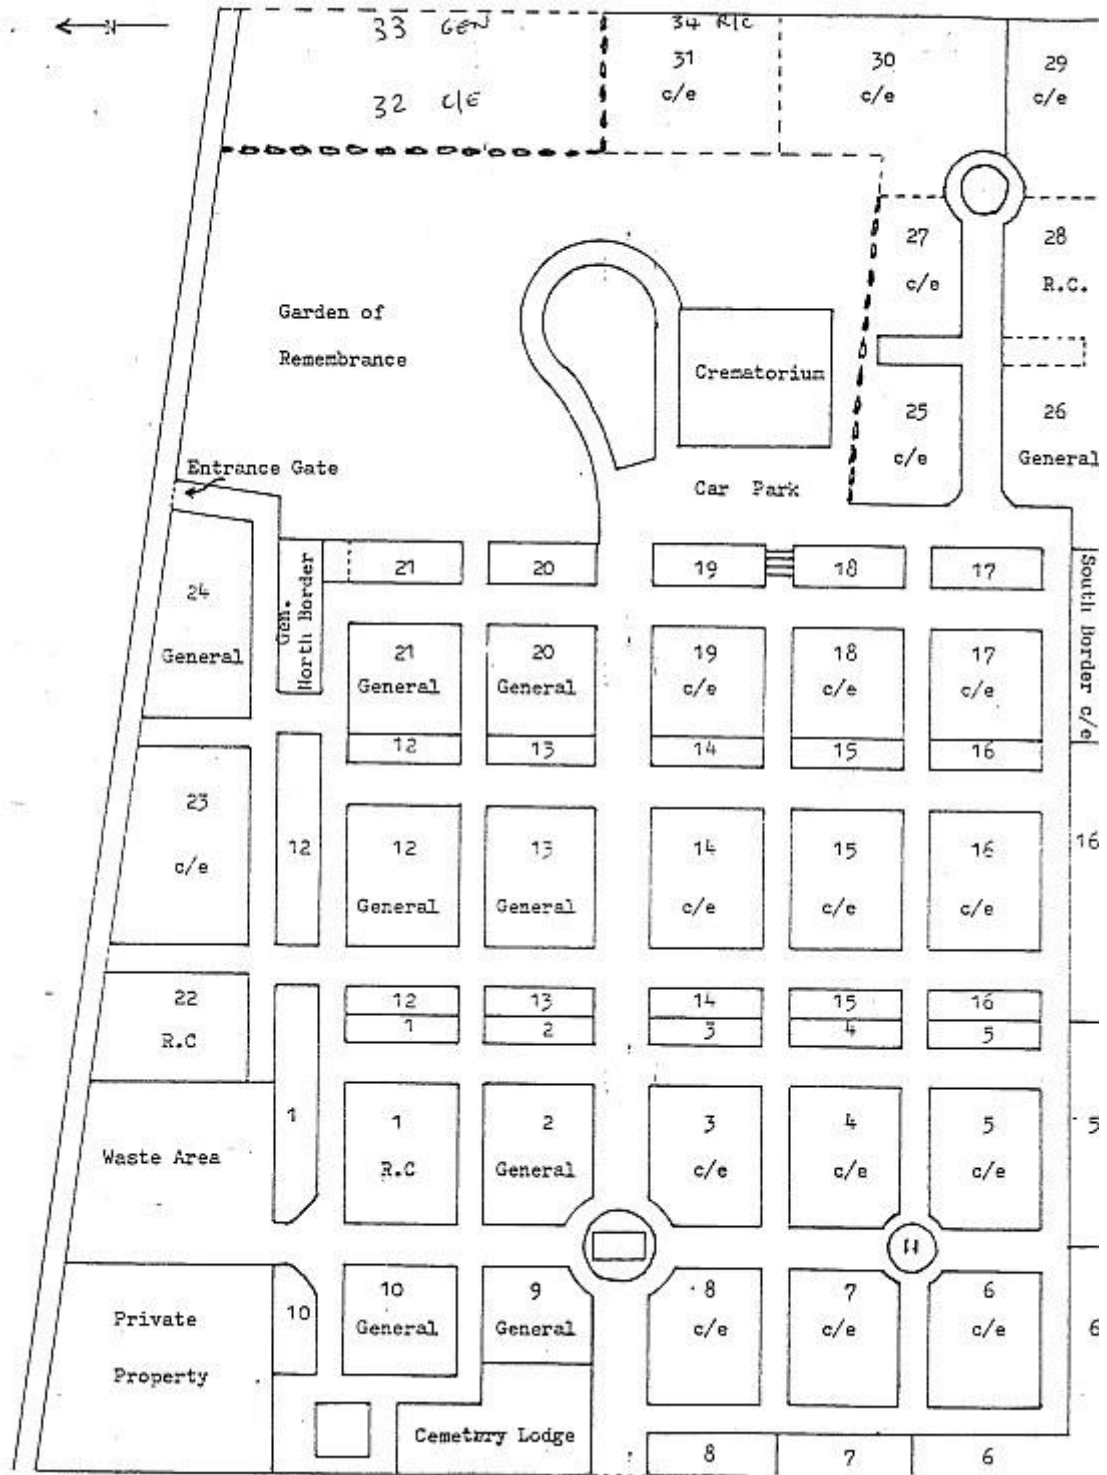 N
33 GEN
34 R/C
31
30
29
32 C/E
c/e
c/e
c/e
27
28
c/e
R.C.
Garden of
Remembrance
Crematorium
25
26
c/e
General
Entrance Gate
Car Park
21
20
19
18
17
Gen.
North Border
South Border c/e
24
General
21
General
20
General
19
c/e
18
c/e
17
c/e
12
13
14
15
16
23
c/e
12
12
General
13
General
14
c/e
15
c/e
16
c/e
16
22
R.C
12
13
14
15
16
1
2
3
4
5
1
1
R.C
2
General
3
c/e
4
c/e
5
c/e
5
Waste Area
Private
Property
10
10
General
9
General
8
c/e
7
c/e
6
c/e
6
Cemetery Lodge
8
7
6